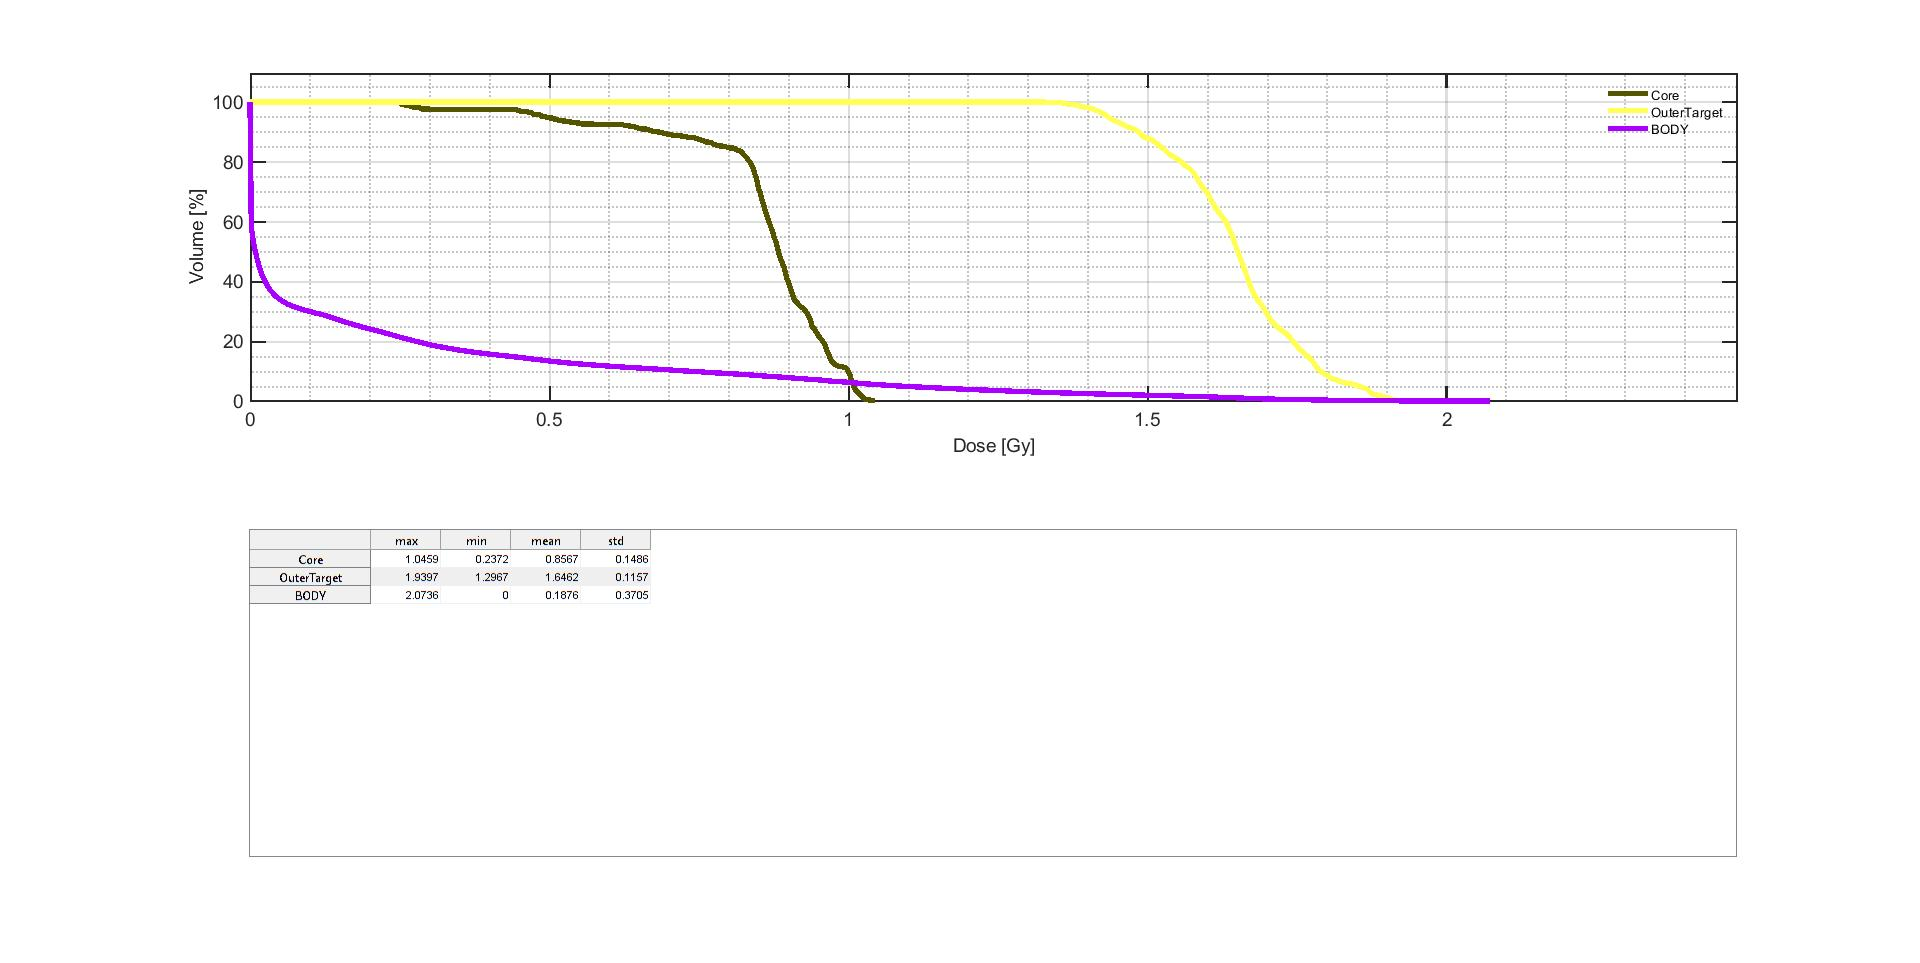 100
80
60
40
20
0
Volume [%]
Core
OuterTarget
BODY
0 0.5 1 1.5 2
Dose [Gy]
max min mean std
Core 1.0459 0.2372 0.8567 0.1486
OuterTarget 1.9397 1.2967 1.6462 0.1157
BODY 2.0736 0 0.1876 0.3705